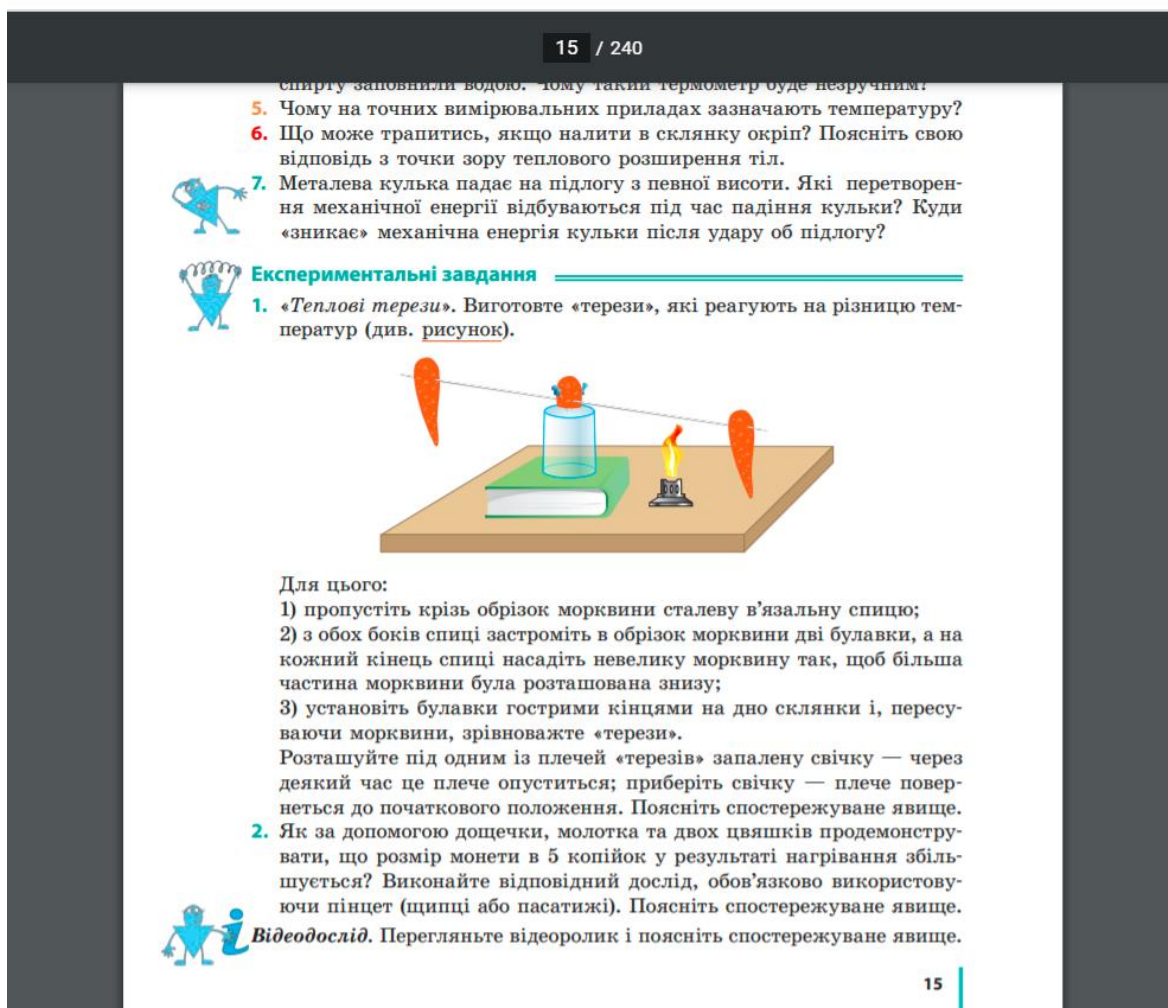 15 / 240
спирту заповнили водою. Чому такий термометр буде незручним?
5. Чому на точних вимірювальних приладах зазначають температуру?
6. Що може трапитись, якщо налити в склянку окріп? Поясніть свою
відповідь з точки зору теплового розширення тіл.
7. Металева кулька падає на підлогу з певної висоти. Які перетворен-
ня механічної енергії відбуваються під час падіння кульки? Куди
«зникає» механічна енергія кульки після удару об підлогу?
Експериментальні завдання
1. «Теплові терези». Виготовте «терези», які реагують на різницю тем-
ператур (див. рисунок).
Для цього:
1) пропустіть крізь обрізок морквини сталеву в’язальну спицю;
2) з обох боків спиці застроміть в обрізок морквини дві булавки, а на
кожний кінець спиці насадіть невелику морквину так, щоб більша
частина морквини була розташована знизу;
3) установіть булавки гострими кінцями на дно склянки і, пересу-
ваючи морквини, зрівноважте «терези».
Розташуйте під одним із плечей «терезів» запалену свічку — через
деякий час це плече опуститься; приберіть свічку — плече повер-
неться до початкового положення. Поясніть спостережуване явище.
2. Як за допомогою дощечки, молотка та двох цвяшків продемонстру-
вати, що розмір монети в 5 копійок у результаті нагрівання збіль-
шується? Виконайте відповідний дослід, обов’язково використову-
ючи пінцет (щипці або пасатижі). Поясніть спостережуване явище.
Відеодослід. Перегляньте відеоролик і поясніть спостережуване явище.
15